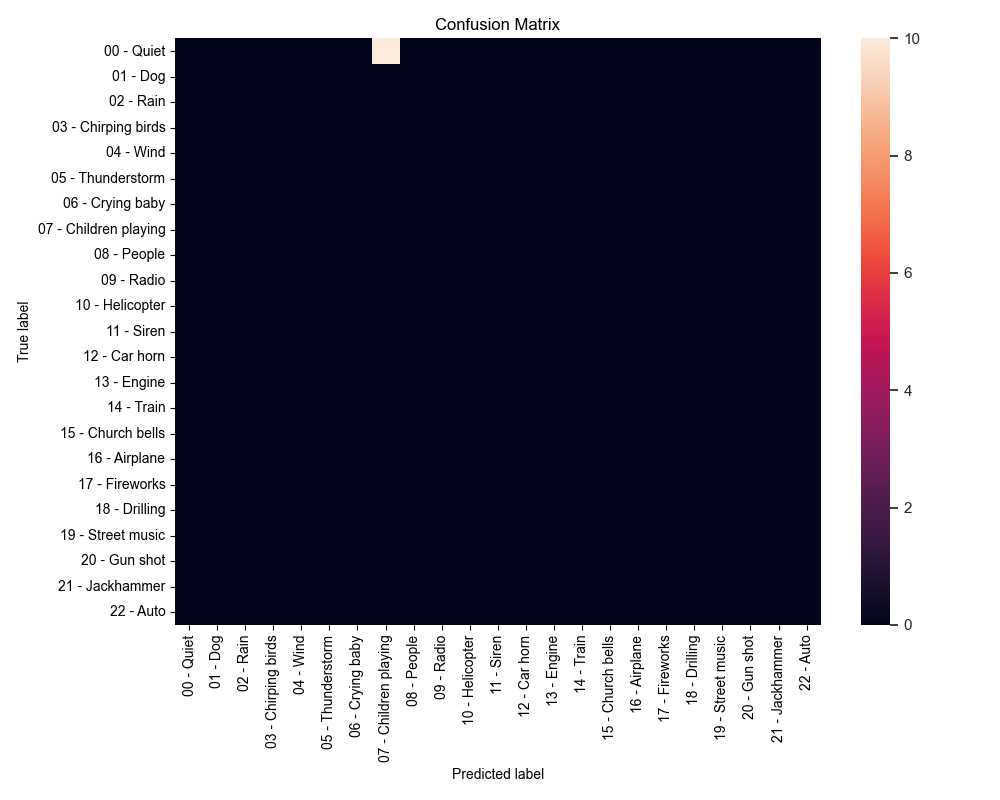 Confusion Matrix
00 - Quiet
01 - Dog
02 - Rain
03 - Chirping birds
04 - Wind
05 - Thunderstorm
06 - Crying baby
07 - Children playing
08 - People
09 - Radio
10 - Helicopter
11 - Siren
12 - Car horn
13 - Engine
14 - Train
15 - Church bells
16 - Airplane
17 - Fireworks
18 - Drilling
19 - Street music
20 - Gun shot
21 - Jackhammer
22 - Auto
True label
00 - Quiet
01 - Dog
02 - Rain
03 - Chirping birds
04 - Wind
05 - Thunderstorm
06 - Crying baby
07 - Children playing
08 - People
09 - Radio
10 - Helicopter
11 - Siren
12 - Car horn
13 - Engine
14 - Train
15 - Church bells
16 - Airplane
17 - Fireworks
18 - Drilling
19 - Street music
20 - Gun shot
21 - Jackhammer
22 - Auto
Predicted label
10
8
6
4
2
0